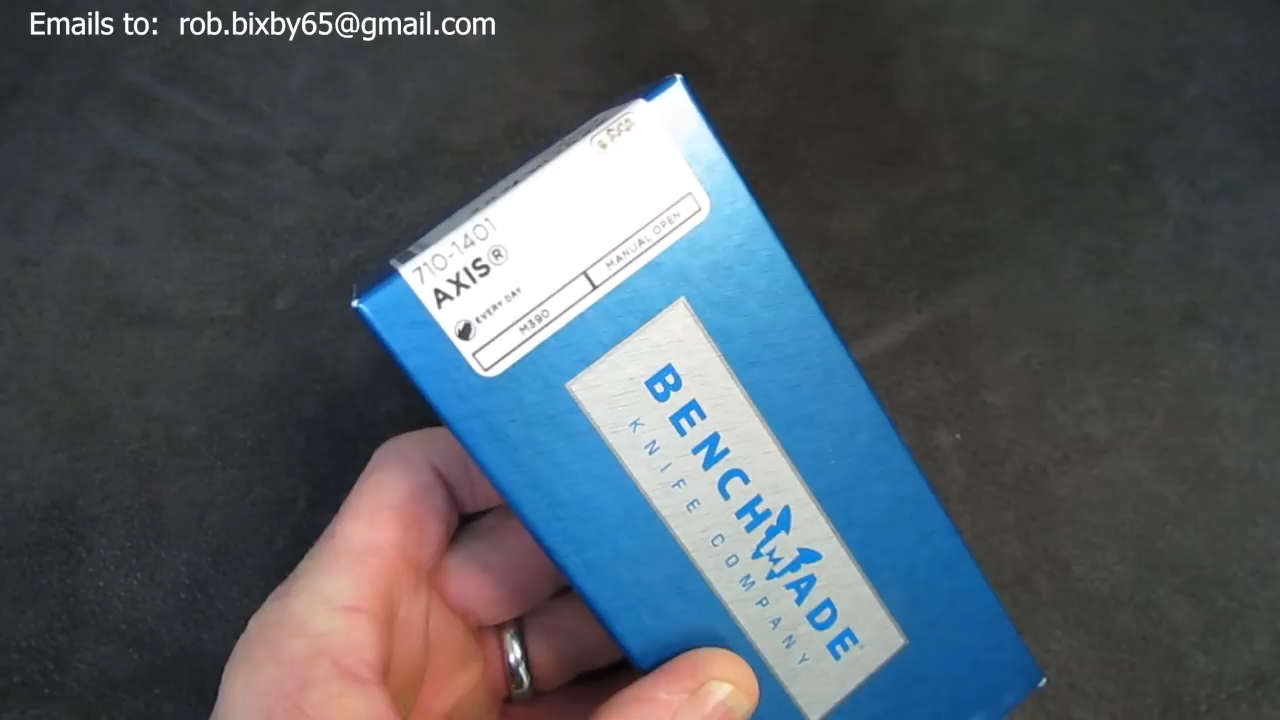 Emails to: rob.bixby65@gmail.com
710-1401
AXIS®
EVERY DAY
M390
MANUAL OPEN
BENCHMADE
KNIFE COMPANY